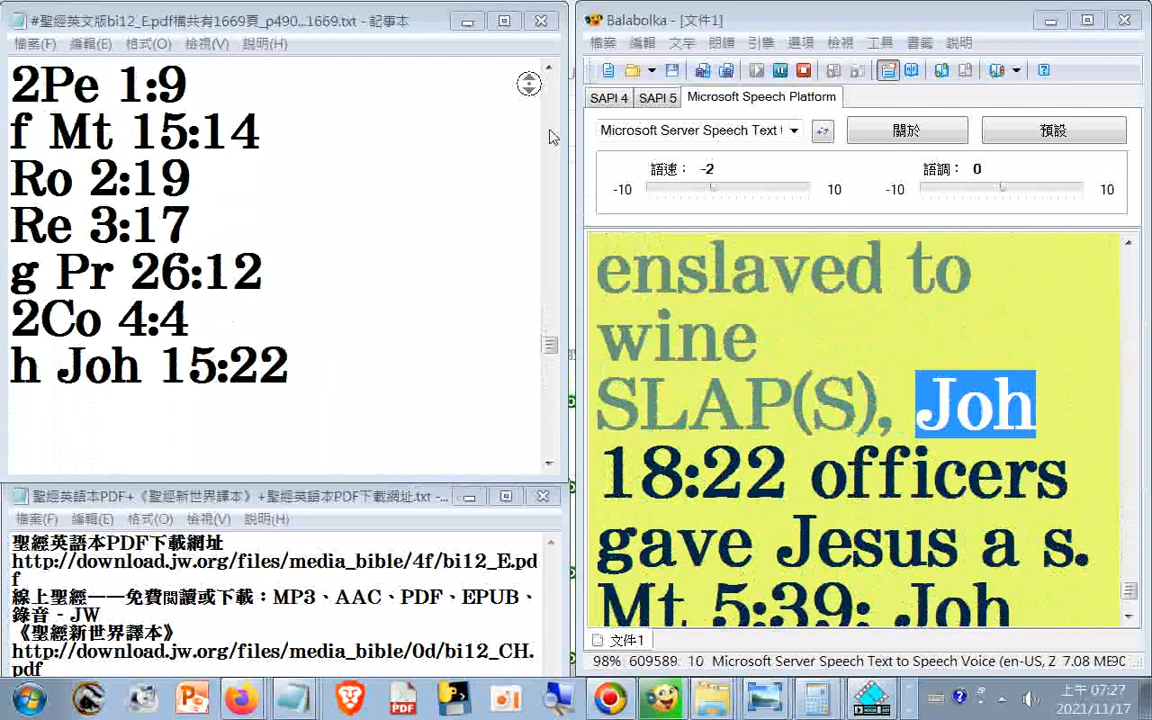 #聖經英文版bi12_E.pdf檔共有1669頁_p490...1669.txt - 記事本
檔案(F) 編輯(E) 格式(O) 檢視(V) 說明(H)
2Pe 1:9
f Mt 15:14
Ro 2:19
Re 3:17
g Pr 26:12
2Co 4:4
h Joh 15:22
聖經英語本PDF+《聖經新世界譯本》+聖經英語本PDF下載網址.txt - ...
檔案(F) 編輯(E) 格式(O) 檢視(V) 說明(H)
聖經英語本PDF下載網址
http://download.jw.org/files/media_bible/4f/bi12_E.pd
f
線上聖經——免費閱讀或下載：MP3、AAC、PDF、EPUB、
錄音 - JW
《聖經新世界譯本》
http://download.jw.org/files/media_bible/0d/bi12_CH.
pdf
Balabolka - [文件1]
檔案 編輯 文字 朗讀 引擎 選項 檢視 工具 書籤 說明
SAPI 4 SAPI 5 Microsoft Speech Platform
Microsoft Server Speech Text t 關於 預設
語速： -2 語調： 0
-10 10 -10 10
enslaved to
wine
SLAP(S), Joh
18:22 officers
gave Jesus a s.
Mt 5:39; Joh
文件1
98% 609589: 10 Microsoft Server Speech Text to Speech Voice (en-US, Z 7.08 ME90
上午 07:27
2021/11/17